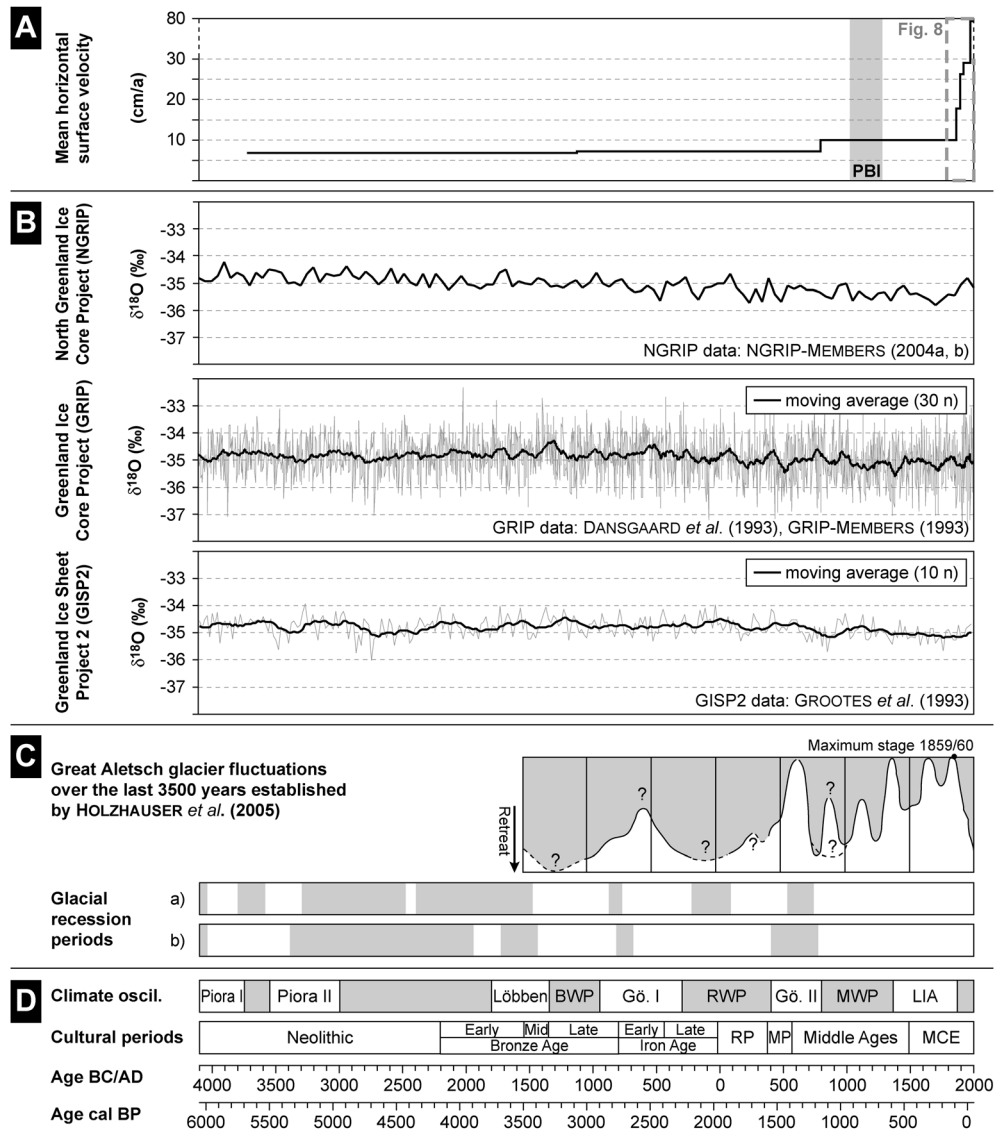 A
Mean horizontal
surface velocity
(cm/a)
80
30
20
10
Fig. 8
PBI
B
North Greenland Ice
Core Project (NGRIP)
δ18O (‰)
-33
-34
-35
-36
-37
NGRIP data: NGRIP-MEMBERS (2004a, b)
Greenland Ice
Core Project (GRIP)
δ18O (‰)
-33
-34
-35
-36
-37
moving average (30 n)
GRIP data: DANSGAARD et al. (1993), GRIP-MEMBERS (1993)
Greenland Ice Sheet
Project 2 (GISP2)
δ18O (‰)
-33
-34
-35
-36
-37
moving average (10 n)
GISP2 data: GROOTES et al. (1993)
C
Great Aletsch glacier fluctuations
over the last 3500 years established
by HOLZHAUSER et al. (2005)
Maximum stage 1859/60
Retreat
? ? ? ? ? ?
Glacial
recession
periods
a)
b)
D
Climate oscil.
Piora I Piora II Löbben BWP Gö. I RWP Gö. II MWP LIA
Cultural periods
Neolithic Early Mid Late Early Late RP MP Middle Ages MCE
Bronze Age Iron Age
Age BC/AD
4000 3500 3000 2500 2000 1500 1000 500 0 500 1000 1500 2000
Age cal BP
6000 5500 5000 4500 4000 3500 3000 2500 2000 1500 1000 500 0